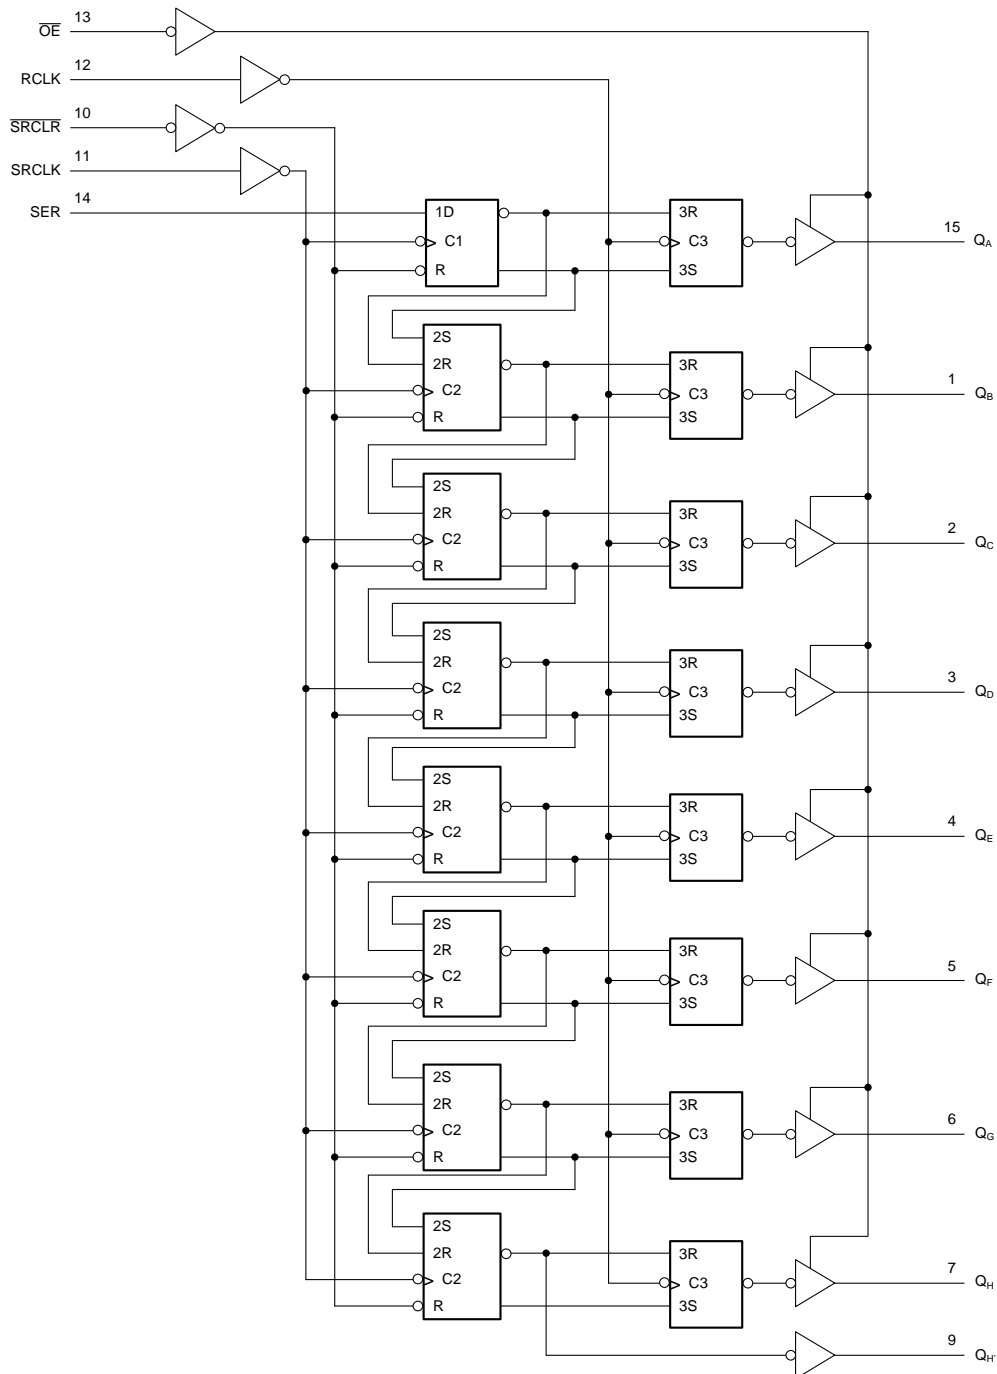 OE 13
RCLK 12
SRCLR 10
SRCLK 11
SER 14
1D 3R
C1 C3 15 QA
R 3S
2S
2R 3R
C2 C3 1 QB
R 3S
2S
2R 3R
C2 C3 2 QC
R 3S
2S
2R 3R
C2 C3 3 QD
R 3S
2S
2R 3R
C2 C3 4 QE
R 3S
2S
2R 3R
C2 C3 5 QF
R 3S
2S
2R 3R
C2 C3 6 QG
R 3S
2S
2R 3R
C2 C3 7 QH
R 3S
9 QH'